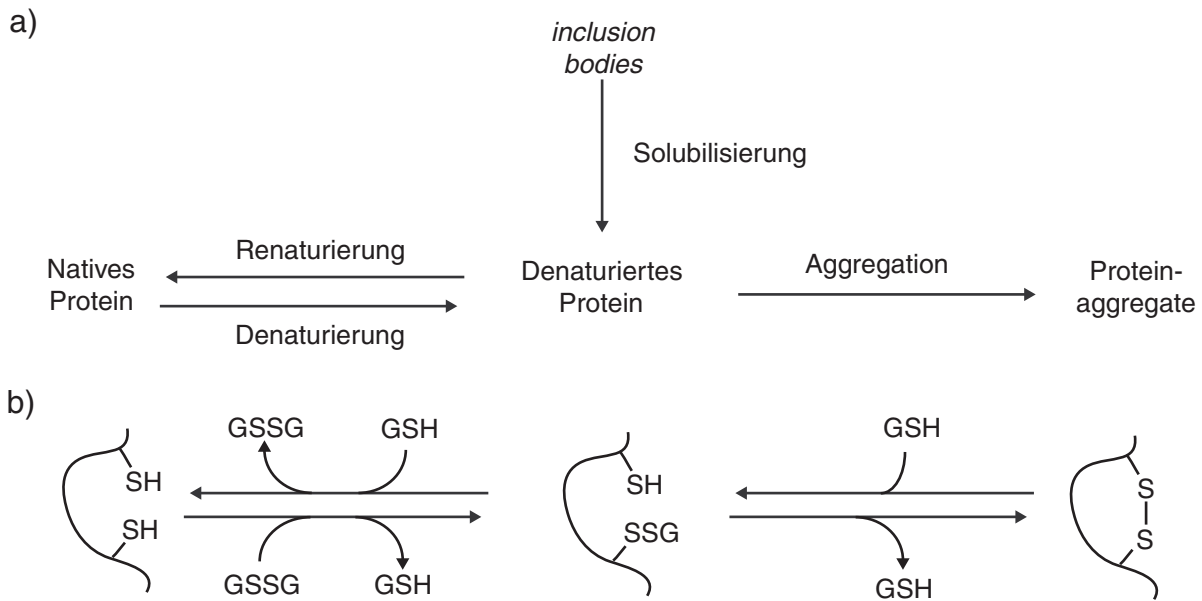 a)
inclusion
bodies
Solubilisierung
Renaturierung
Natives
Protein
Denaturierung
Denaturiertes
Protein
Aggregation
Protein-
aggregate
b)
GSSG
GSH
GSH
SH
SH
SH
SSG
S
S
GSSG
GSH
GSH